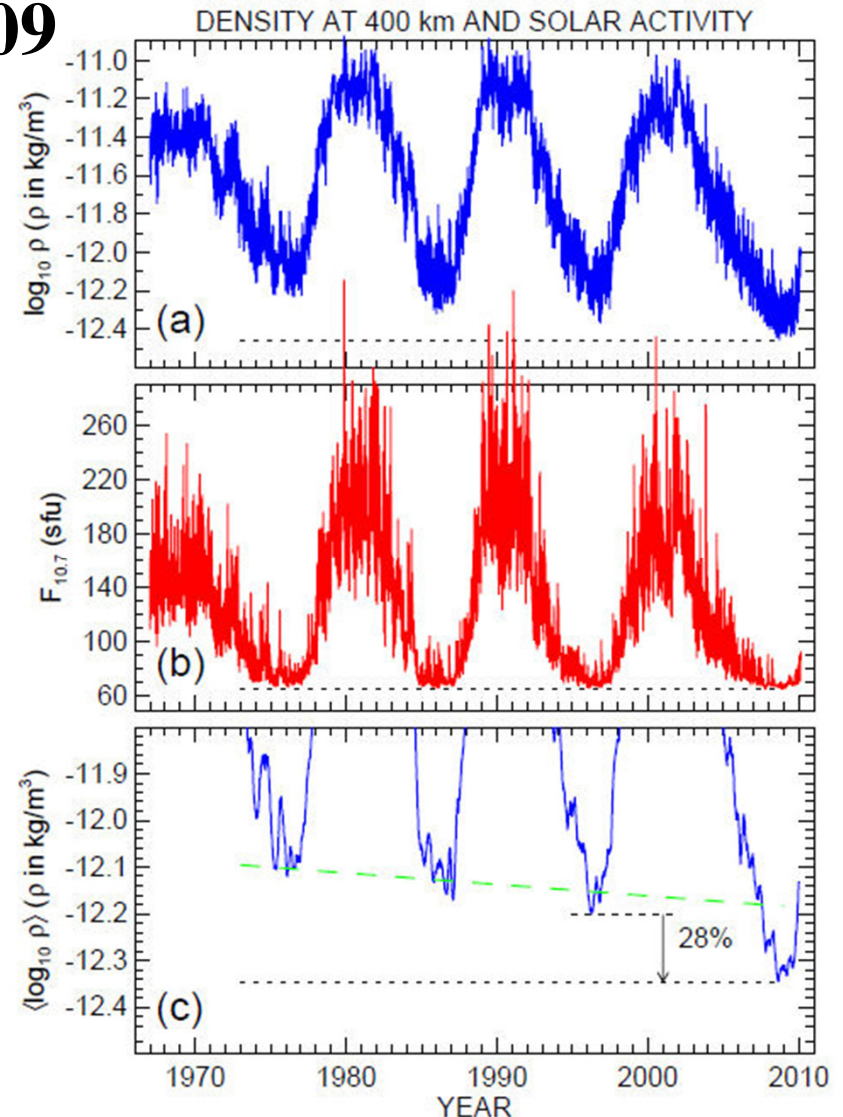 09
DENSITY AT 400 km AND SOLAR ACTIVITY
log₁₀ ρ (ρ in kg/m³)
-11.0
-11.2
-11.4
-11.6
-11.8
-12.0
-12.2
-12.4
(a)
F₁₀.₇ (sfu)
260
220
180
140
100
60
(b)
⟨log₁₀ ρ⟩ (ρ in kg/m³)
-11.9
-12.0
-12.1
-12.2
-12.3
-12.4
28%
(c)
1970 1980 1990 2000 2010
YEAR